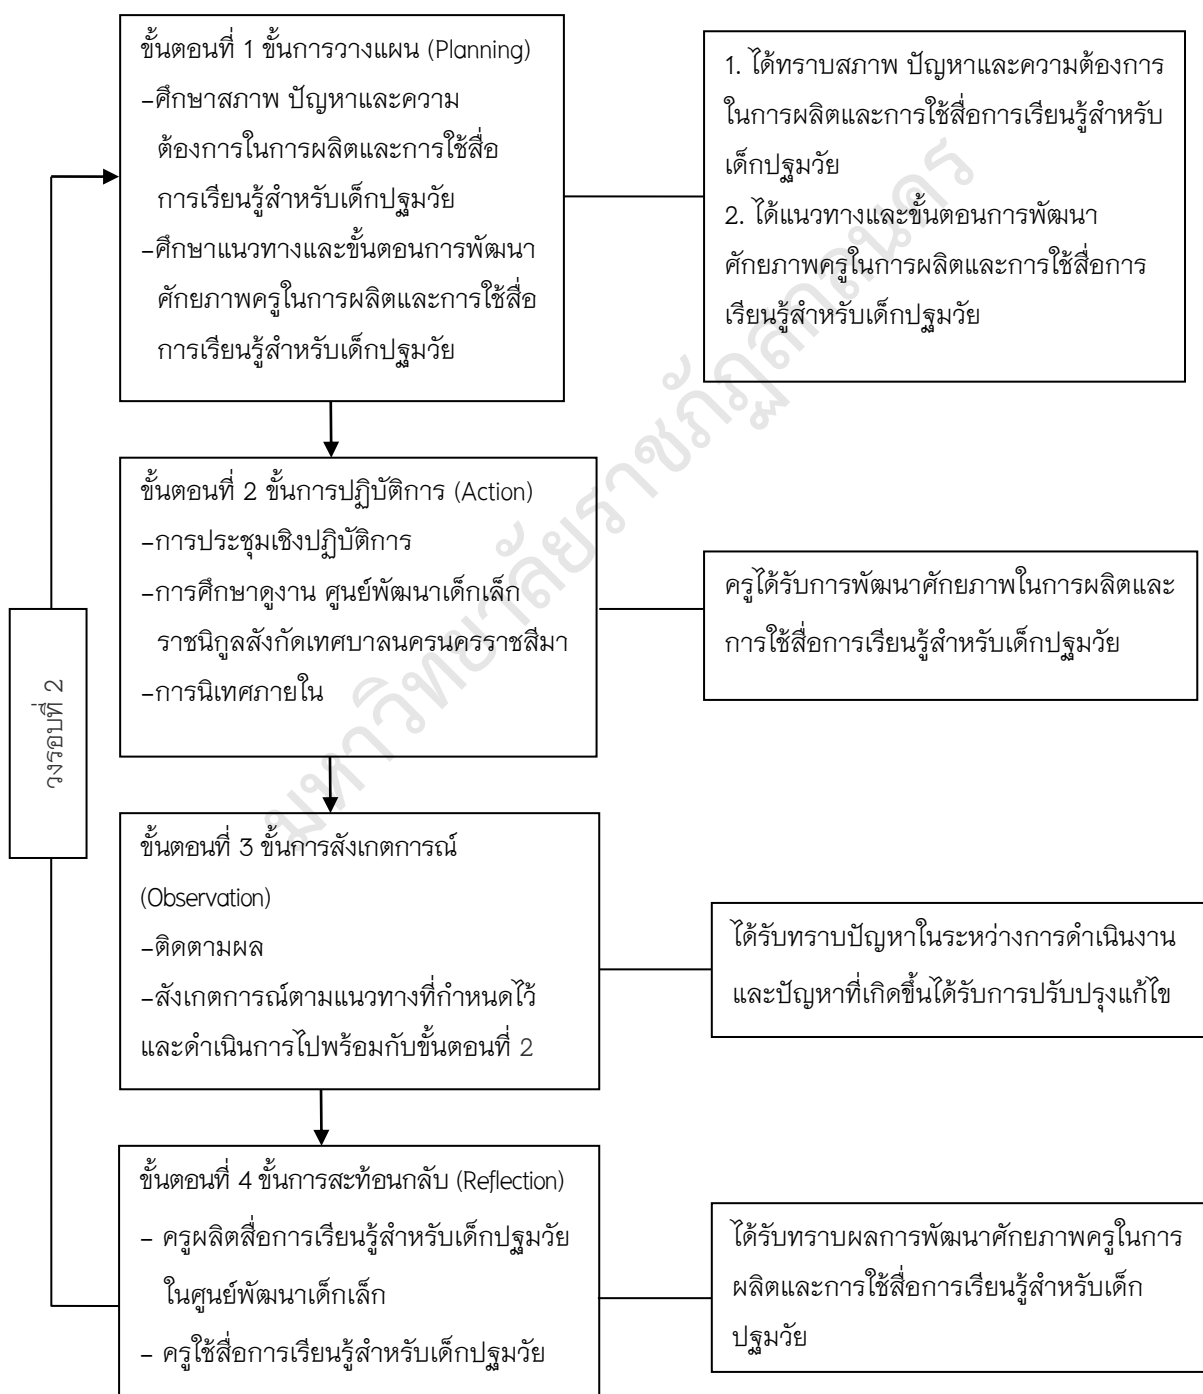 ขั้นตอนที่ 1 ขั้นการวางแผน (Planning)
-ศึกษาสภาพ ปัญหาและความ
ต้องการในการผลิตและการใช้สื่อ
การเรียนรู้สำหรับเด็กปฐมวัย
-ศึกษาแนวทางและขั้นตอนการพัฒนา
ศักยภาพครูในการผลิตและการใช้สื่อ
การเรียนรู้สำหรับเด็กปฐมวัย
1. ได้ทราบสภาพ ปัญหาและความต้องการ
ในการผลิตและการใช้สื่อการเรียนรู้สำหรับ
เด็กปฐมวัย
2. ได้แนวทางและขั้นตอนการพัฒนา
ศักยภาพครูในการผลิตและการใช้สื่อการ
เรียนรู้สำหรับเด็กปฐมวัย
ขั้นตอนที่ 2 ขั้นการปฏิบัติการ (Action)
-การประชุมเชิงปฏิบัติการ
-การศึกษาดูงาน ศูนย์พัฒนาเด็กเล็ก
ราชนิกูลสังกัดเทศบาลนครนครราชสีมา
-การนิเทศภายใน
ครูได้รับการพัฒนาศักยภาพในการผลิตและ
การใช้สื่อการเรียนรู้สำหรับเด็กปฐมวัย
วงรอบที่ 2
ขั้นตอนที่ 3 ขั้นการสังเกตการณ์
(Observation)
-ติดตามผล
-สังเกตการณ์ตามแนวทางที่กำหนดไว้
และดำเนินการไปพร้อมกับขั้นตอนที่ 2
ได้รับทราบปัญหาในระหว่างการดำเนินงาน
และปัญหาที่เกิดขึ้นได้รับการปรับปรุงแก้ไข
ขั้นตอนที่ 4 ขั้นการสะท้อนกลับ (Reflection)
- ครูผลิตสื่อการเรียนรู้สำหรับเด็กปฐมวัย
ในศูนย์พัฒนาเด็กเล็ก
- ครูใช้สื่อการเรียนรู้สำหรับเด็กปฐมวัย
ได้รับทราบผลการพัฒนาศักยภาพครูในการ
ผลิตและการใช้สื่อการเรียนรู้สำหรับเด็ก
ปฐมวัย
มหาวิทยาลัยราชภัฏสกลนคร